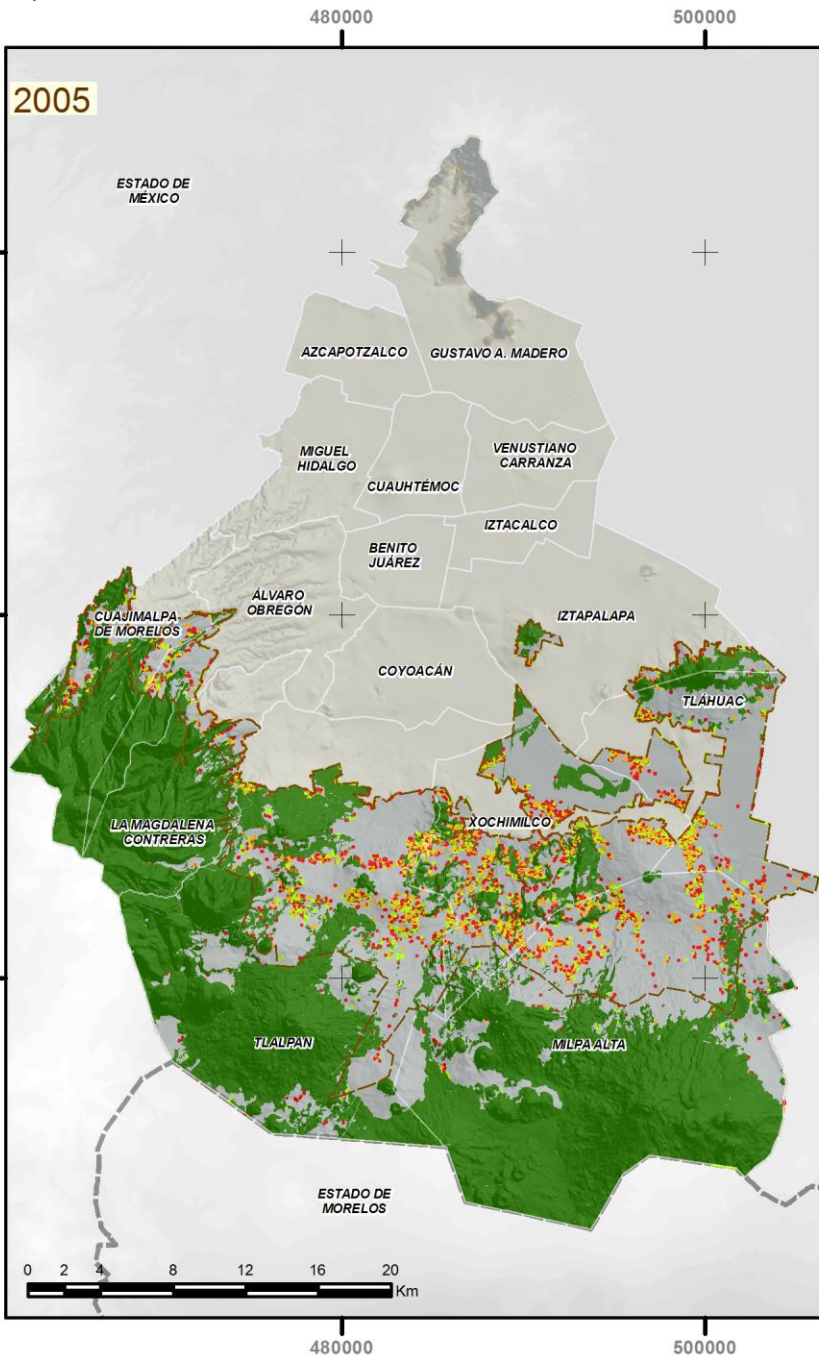 480000
500000
2005
ESTADO DE
MÉXICO
AZCAPOTZALCO
GUSTAVO A. MADERO
MIGUEL
HIDALGO
VENUSTIANO
CARRANZA
CUAUHTÉMOC
IZTACALCO
BENITO
JUÁREZ
ÁLVARO
OBREGÓN
CUAJIMALPA
DE MORELOS
IZTAPALAPA
COYOACÁN
TLÁHUAC
LA MAGDALENA
CONTRERAS
XOCHIMILCO
TLALPAN
MILPA ALTA
ESTADO DE
MORELOS
0 2 4 8 12 16 20
Km
480000
500000